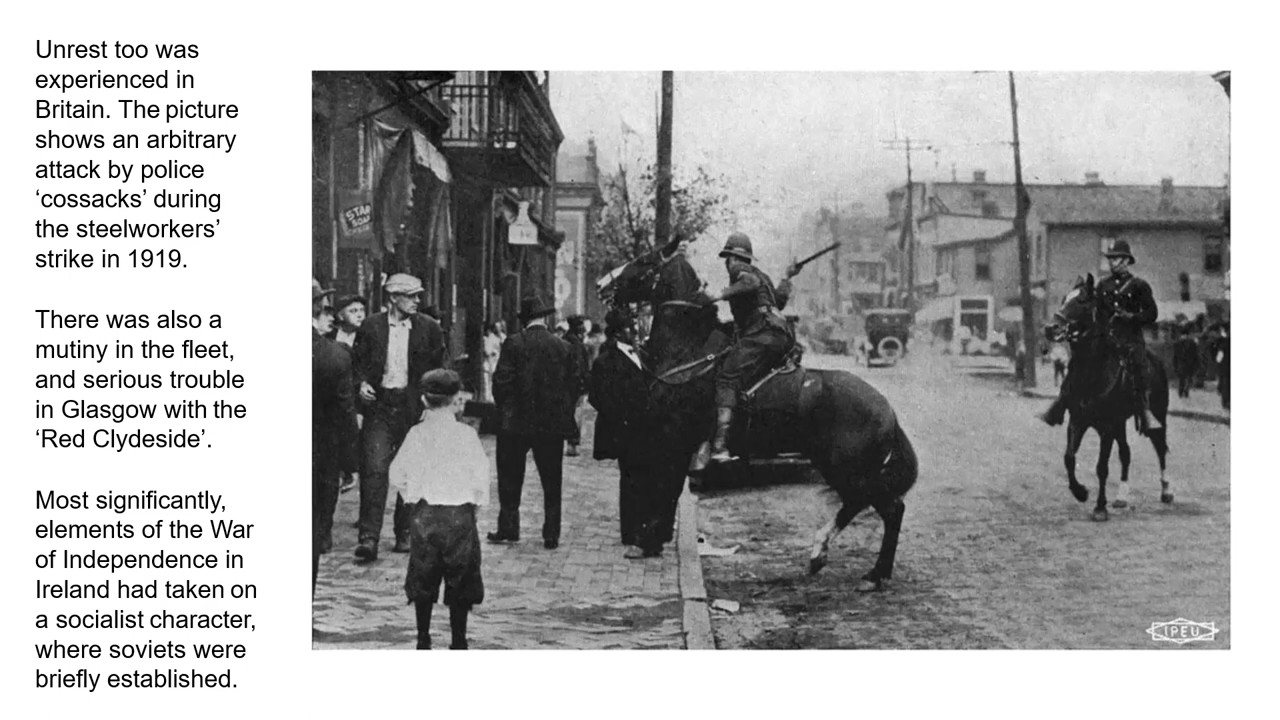 Unrest too was
experienced in
Britain. The picture
shows an arbitrary
attack by police
‘cossacks’ during
the steelworkers’
strike in 1919.
There was also a
mutiny in the fleet,
and serious trouble
in Glasgow with the
‘Red Clydeside’.
Most significantly,
elements of the War
of Independence in
Ireland had taken on
a socialist character,
where soviets were
briefly established.
IPEU